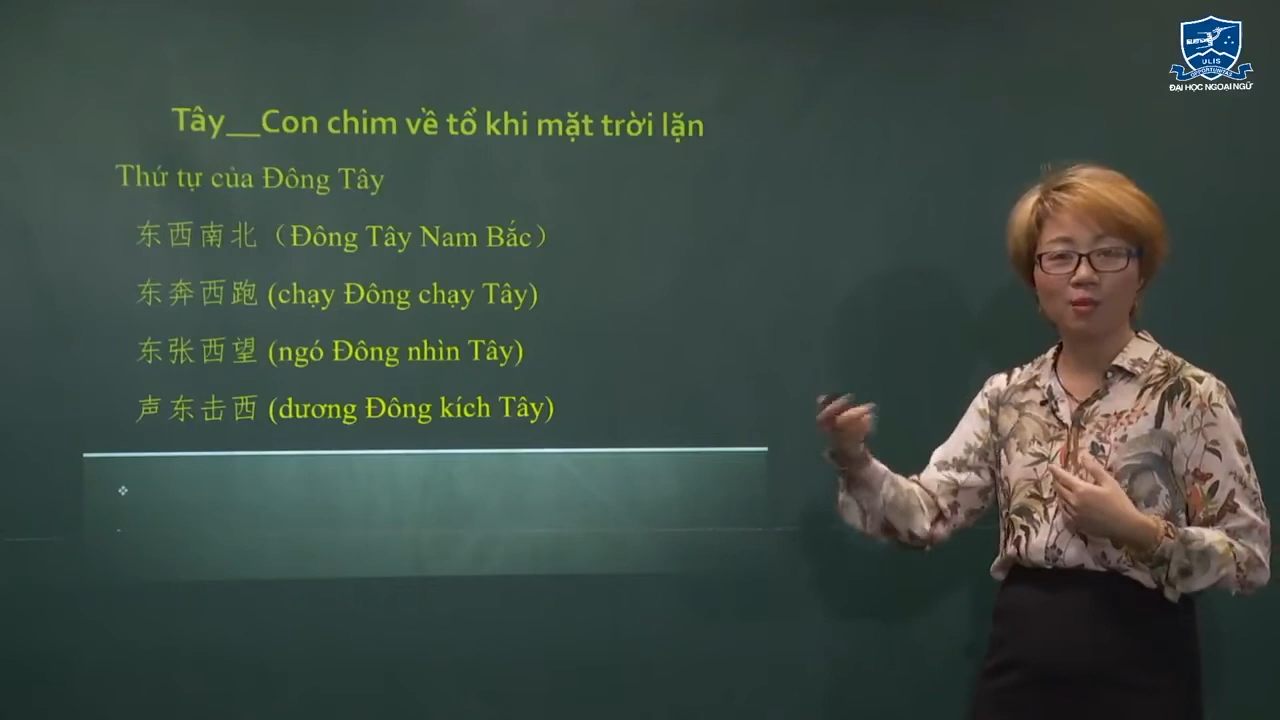 Tây__Con chim về tổ khi mặt trời lặn
Thứ tự của Đông Tây
东西南北（Đông Tây Nam Bắc）
东奔西跑 (chạy Đông chạy Tây)
东张西望 (ngó Đông nhìn Tây)
声东击西 (dương Đông kích Tây)
ULIS
ĐẠI HỌC NGOẠI NGỮ